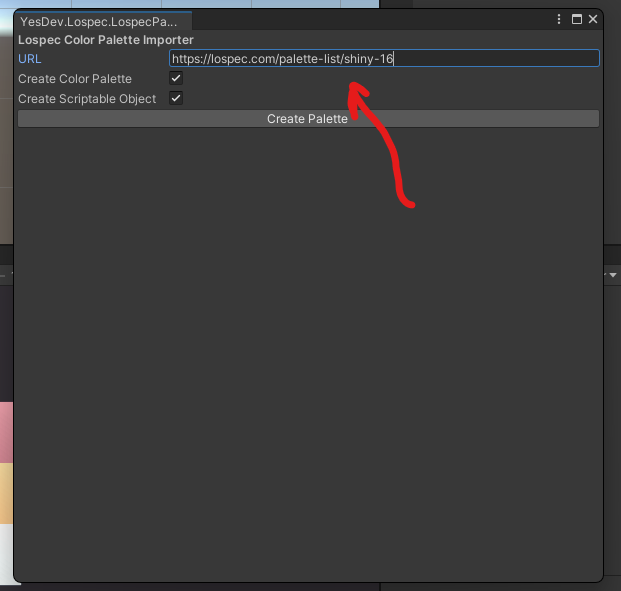 YesDev.Lospec.LospecPa...
Lospec Color Palette Importer
URL https://lospec.com/palette-list/shiny-16
Create Color Palette
Create Scriptable Object
Create Palette